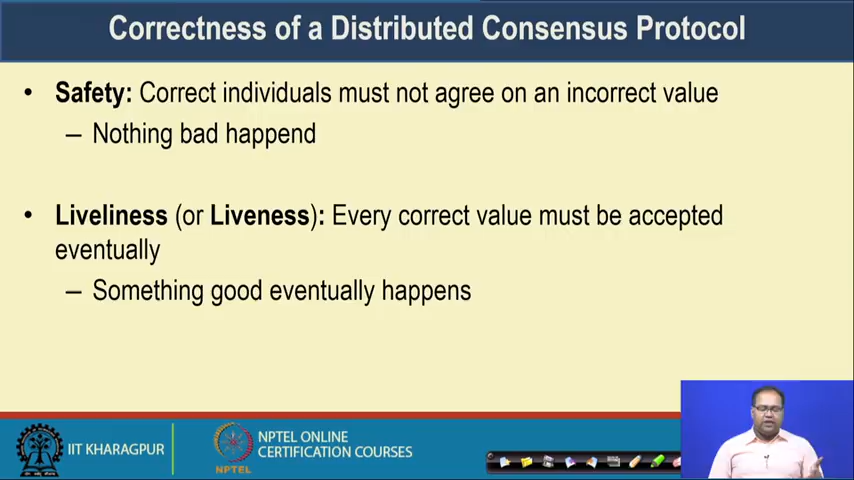 Correctness of a Distributed Consensus Protocol
• Safety: Correct individuals must not agree on an incorrect value
– Nothing bad happend
• Liveliness (or Liveness): Every correct value must be accepted
eventually
– Something good eventually happens
IIT KHARAGPUR
NPTEL
NPTEL ONLINE
CERTIFICATION COURSES